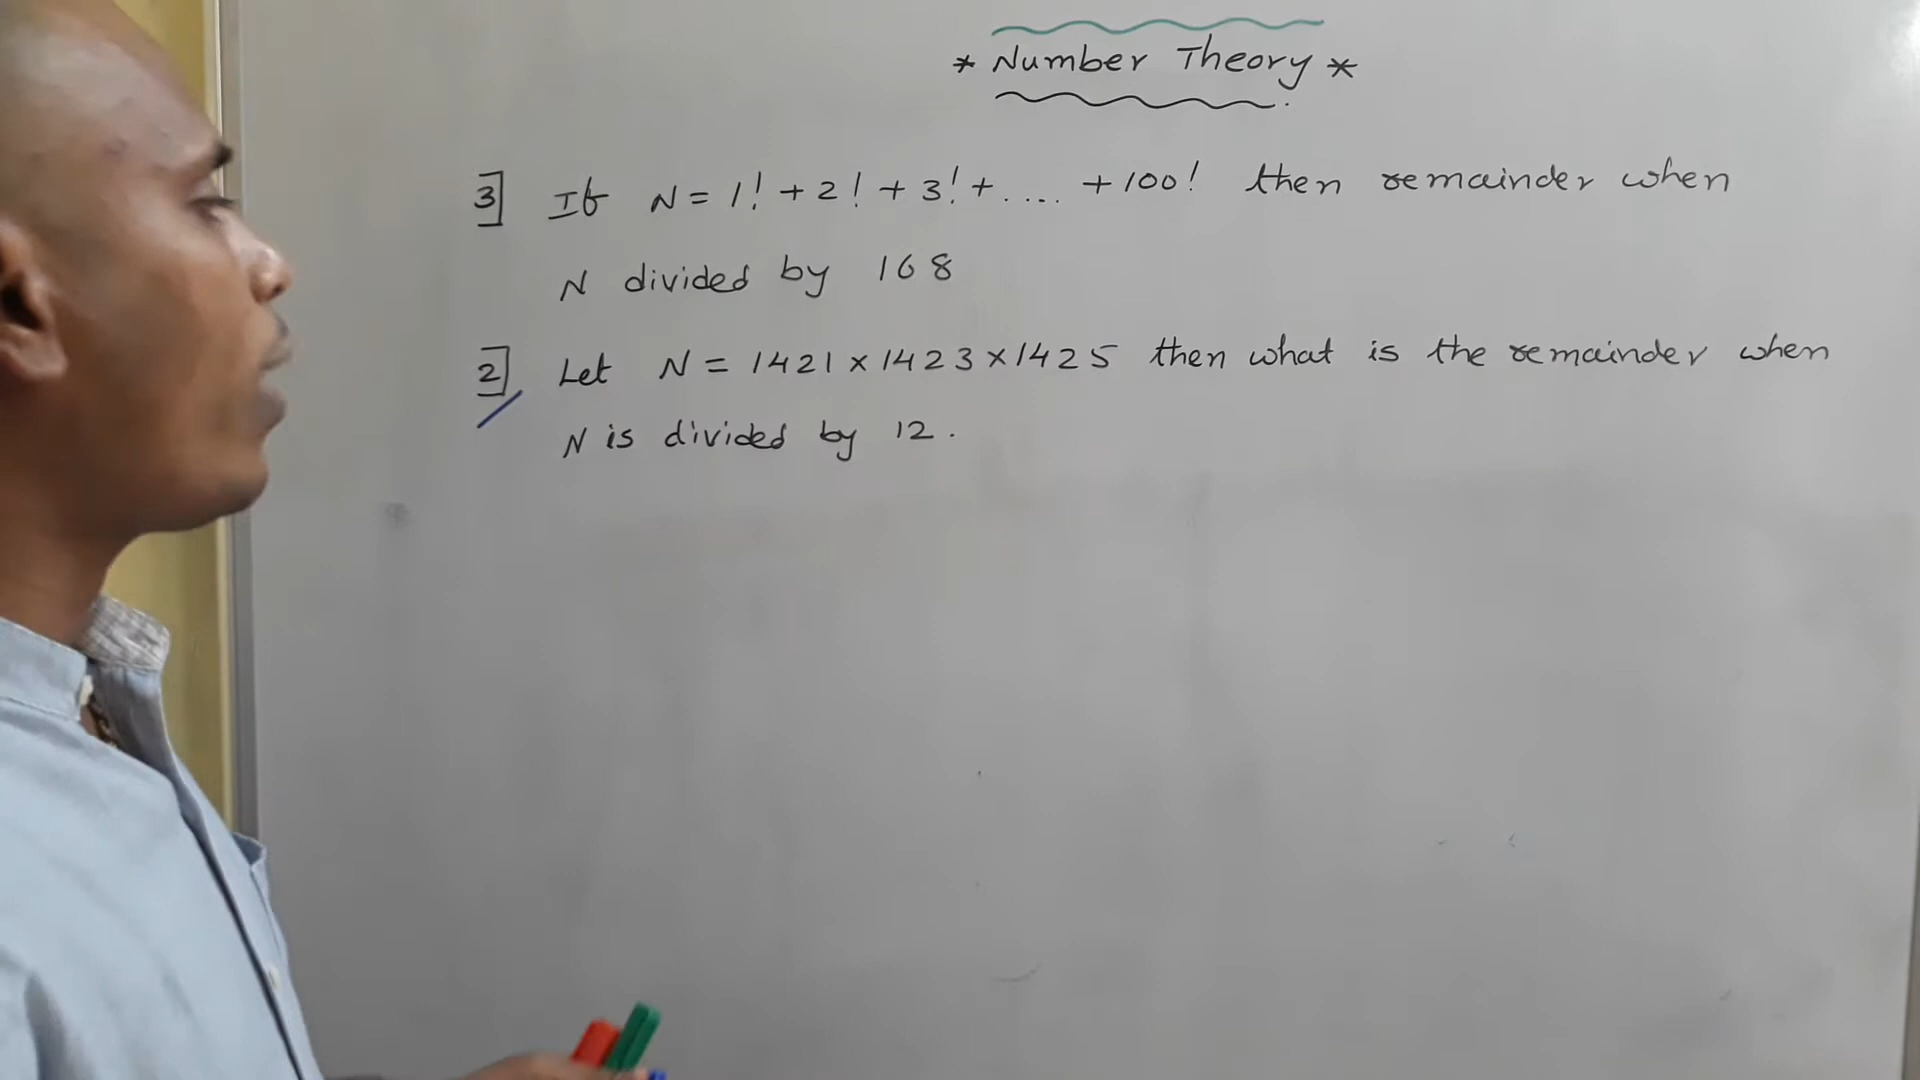 * Number Theory *
3] If N = 1! + 2! + 3! + .... + 100! then remainder when
N divided by 168
2] Let N = 1421 × 1423 × 1425 then what is the remainder when
N is divided by 12.